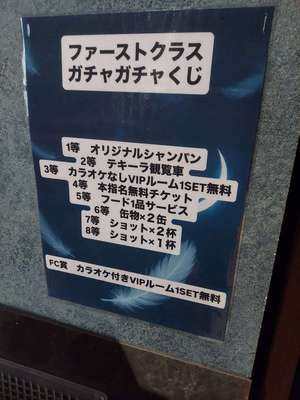 ファーストクラス
ガチャガチャくじ
1等　オリジナルシャンパン
2等　テキーラ観覧車
3等　カラオケなしVIPルーム1SET無料
4等　本指名無料チケット
5等　フード1品サービス
6等　缶物×2缶
7等　ショット×2杯
8等　ショット×1杯
FC賞　カラオケ付きVIPルーム1SET無料